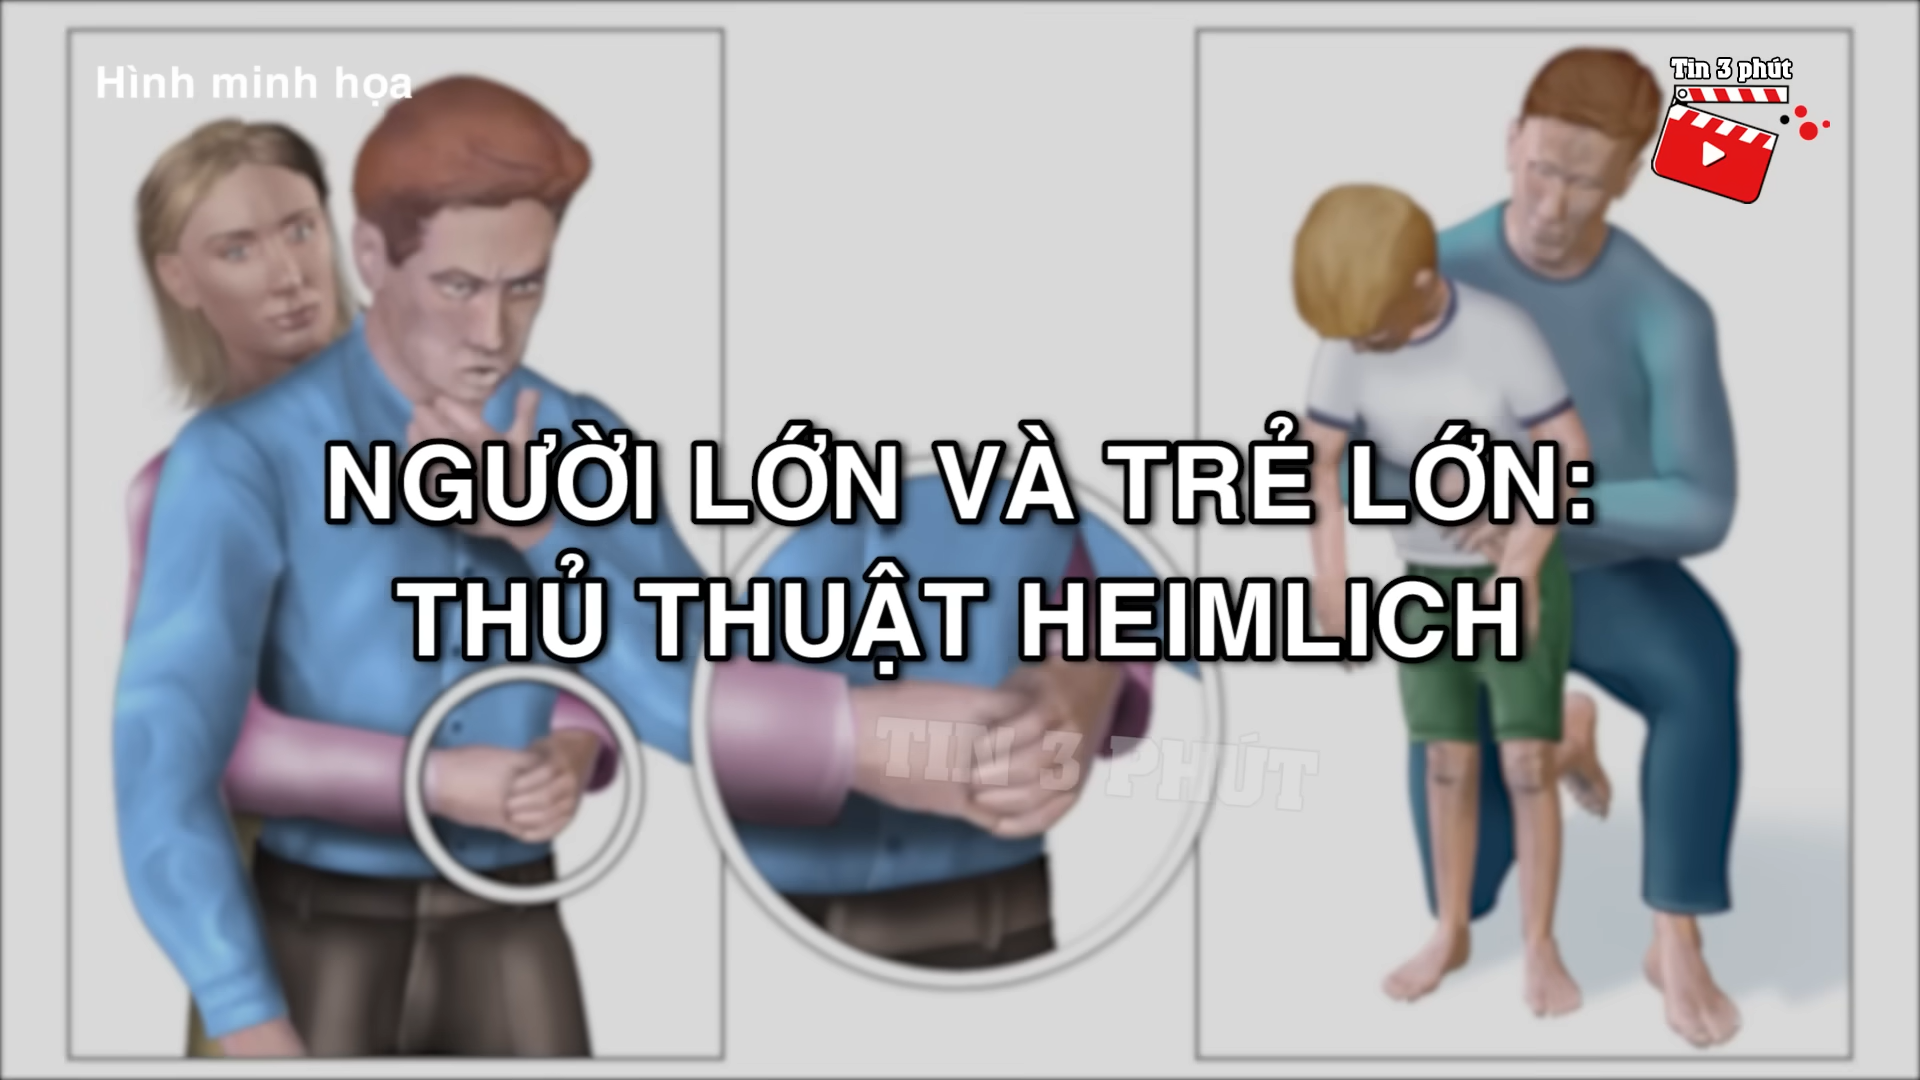 Hình minh họa
Tin 3 phút
NGƯỜI LỚN VÀ TRẺ LỚN:
THỦ THUẬT HEIMLICH
TIN 3 PHÚT